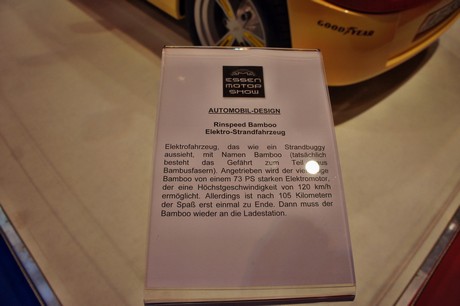 GOODYEAR
ESSEN
MOTOR
SHOW
AUTOMOBIL-DESIGN
Rinspeed Bamboo
Elektro-Strandfahrzeug
Elektrofahrzeug, das wie ein Strandbuggy
aussieht, mit Namen Bamboo (tatsächlich
besteht das Gefährt zum Teil aus
Bambusfasern). Angetrieben wird der
Bamboo von einem 73 PS starken Elektromotor,
der eine Höchstgeschwindigkeit von 120 km/h
ermöglicht. Allerdings ist nach 105 Kilometern
der Spaß erst einmal zu Ende. Dann muss der
Bamboo wieder an die Ladestation.